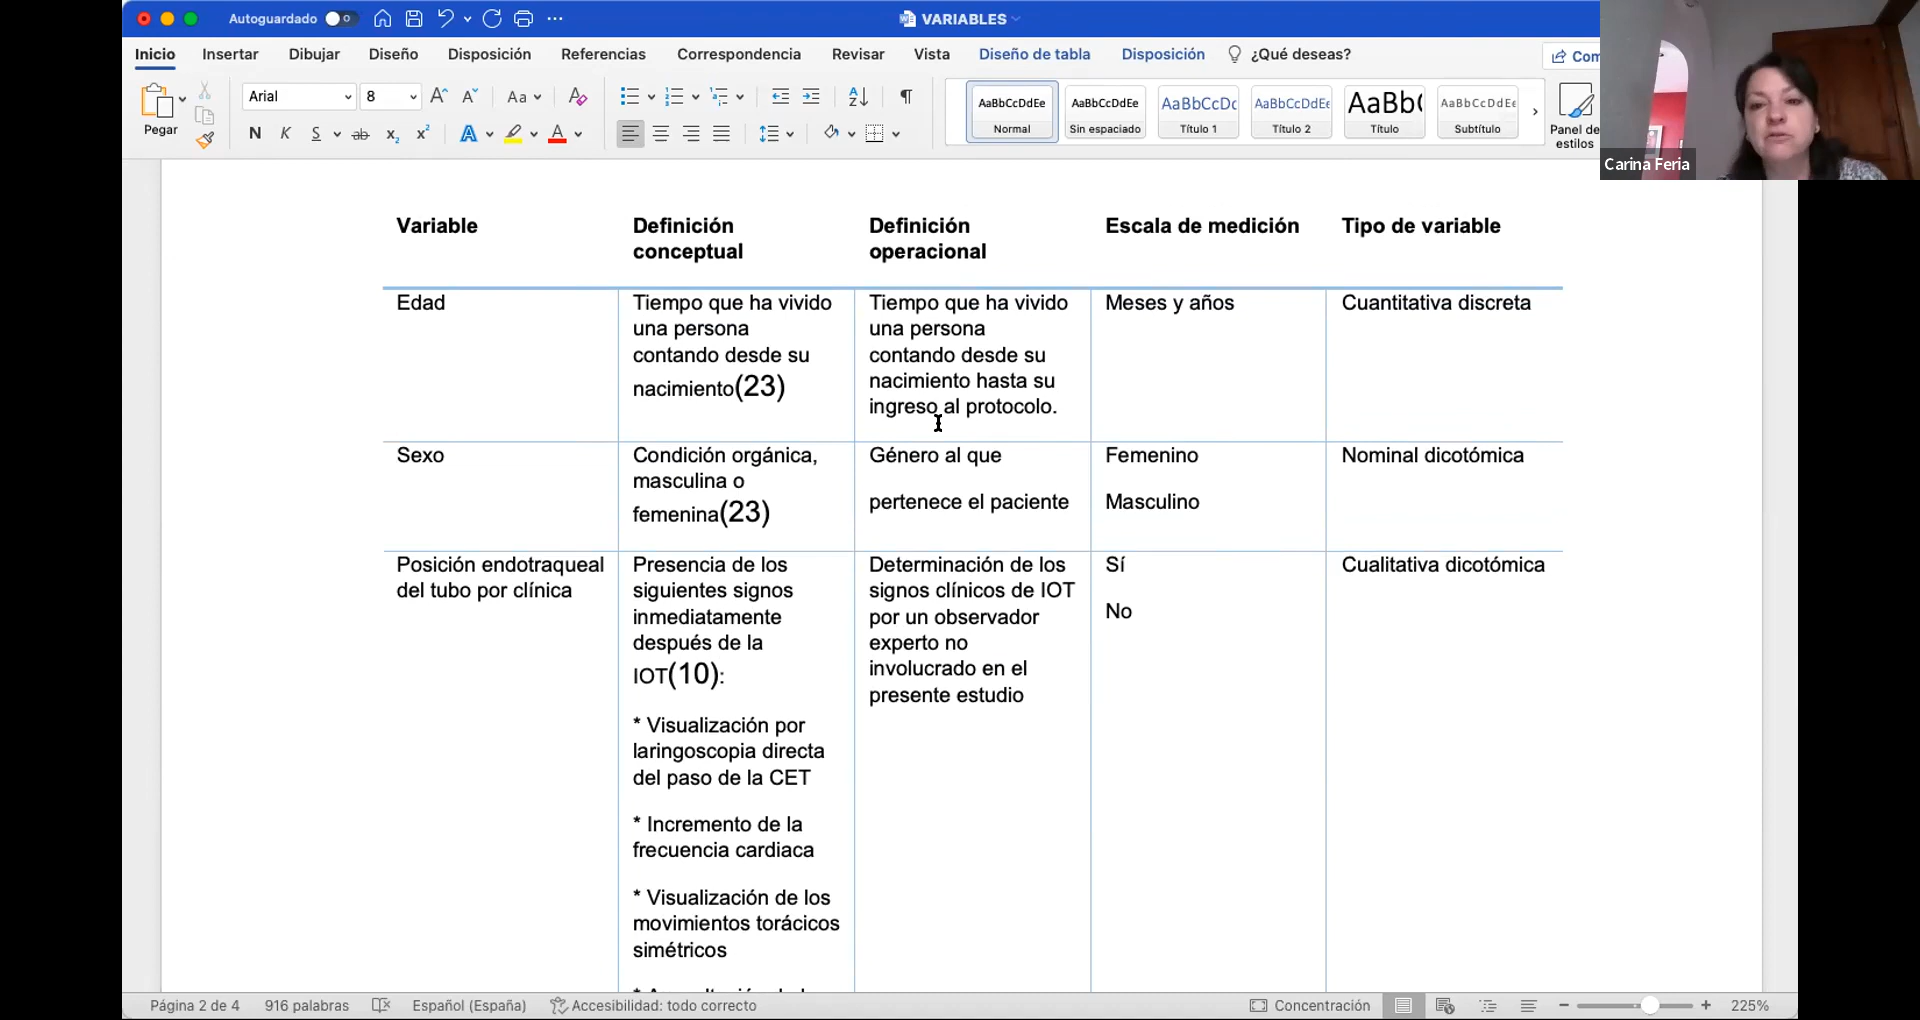 Autoguardado
VARIABLES
Inicio Insertar Dibujar Diseño Disposición Referencias Correspondencia Revisar Vista Diseño de tabla Disposición ¿Qué deseas?
Pegar
Arial 8
N K S ab x₂ x²
AaBbCcDdEe
Normal
AaBbCcDdEe
Sin espaciado
AaBbCcDc
Título 1
AaBbCcDdEe
Título 2
AaBb(
Título
AaBbCcDdEe
Subtítulo
Panel de
estilos
Carina Feria
Variable
Definición
conceptual
Definición
operacional
Escala de medición
Tipo de variable
Edad
Tiempo que ha vivido
una persona
contando desde su
nacimiento(23)
Tiempo que ha vivido
una persona
contando desde su
nacimiento hasta su
ingreso al protocolo.
Meses y años
Cuantitativa discreta
Sexo
Condición orgánica,
masculina o
femenina(23)
Género al que
pertenece el paciente
Femenino
Masculino
Nominal dicotómica
Posición endotraqueal
del tubo por clínica
Presencia de los
siguientes signos
inmediatamente
después de la
IOT(10):
* Visualización por
laringoscopia directa
del paso de la CET
* Incremento de la
frecuencia cardiaca
* Visualización de los
movimientos torácicos
simétricos
Determinación de los
signos clínicos de IOT
por un observador
experto no
involucrado en el
presente estudio
Sí
No
Cualitativa dicotómica
Página 2 de 4 916 palabras Español (España) Accesibilidad: todo correcto Concentración 225%